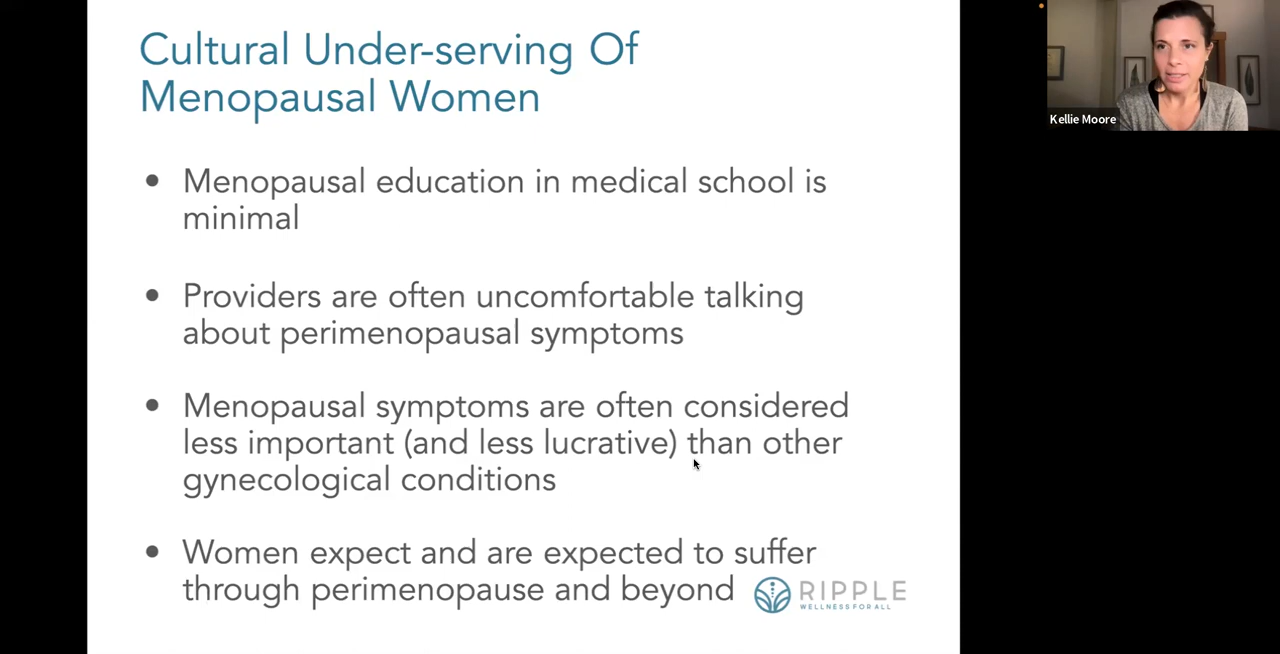 Cultural Under-serving Of
Menopausal Women
• Menopausal education in medical school is
minimal
• Providers are often uncomfortable talking
about perimenopausal symptoms
• Menopausal symptoms are often considered
less important (and less lucrative) than other
gynecological conditions
• Women expect and are expected to suffer
through perimenopause and beyond
RIPPLE
WELLNESS FOR ALL
Kellie Moore